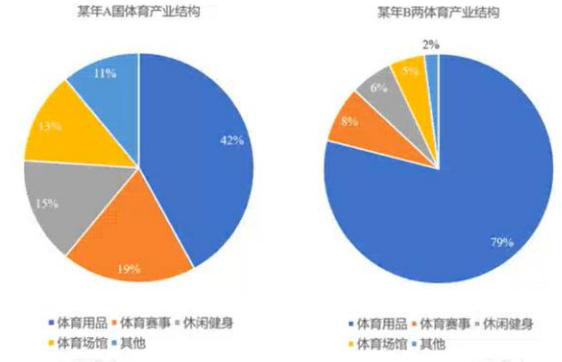 某年A国体育产业结构
11%
42%
13%
15%
19%
■体育用品 ■体育赛事 ■休闲健身
■体育场馆 ■其他
某年B两体育产业结构
2%
5%
6%
8%
79%
■体育用品 ■体育赛事 ■休闲健身
■体育场馆 ■其他